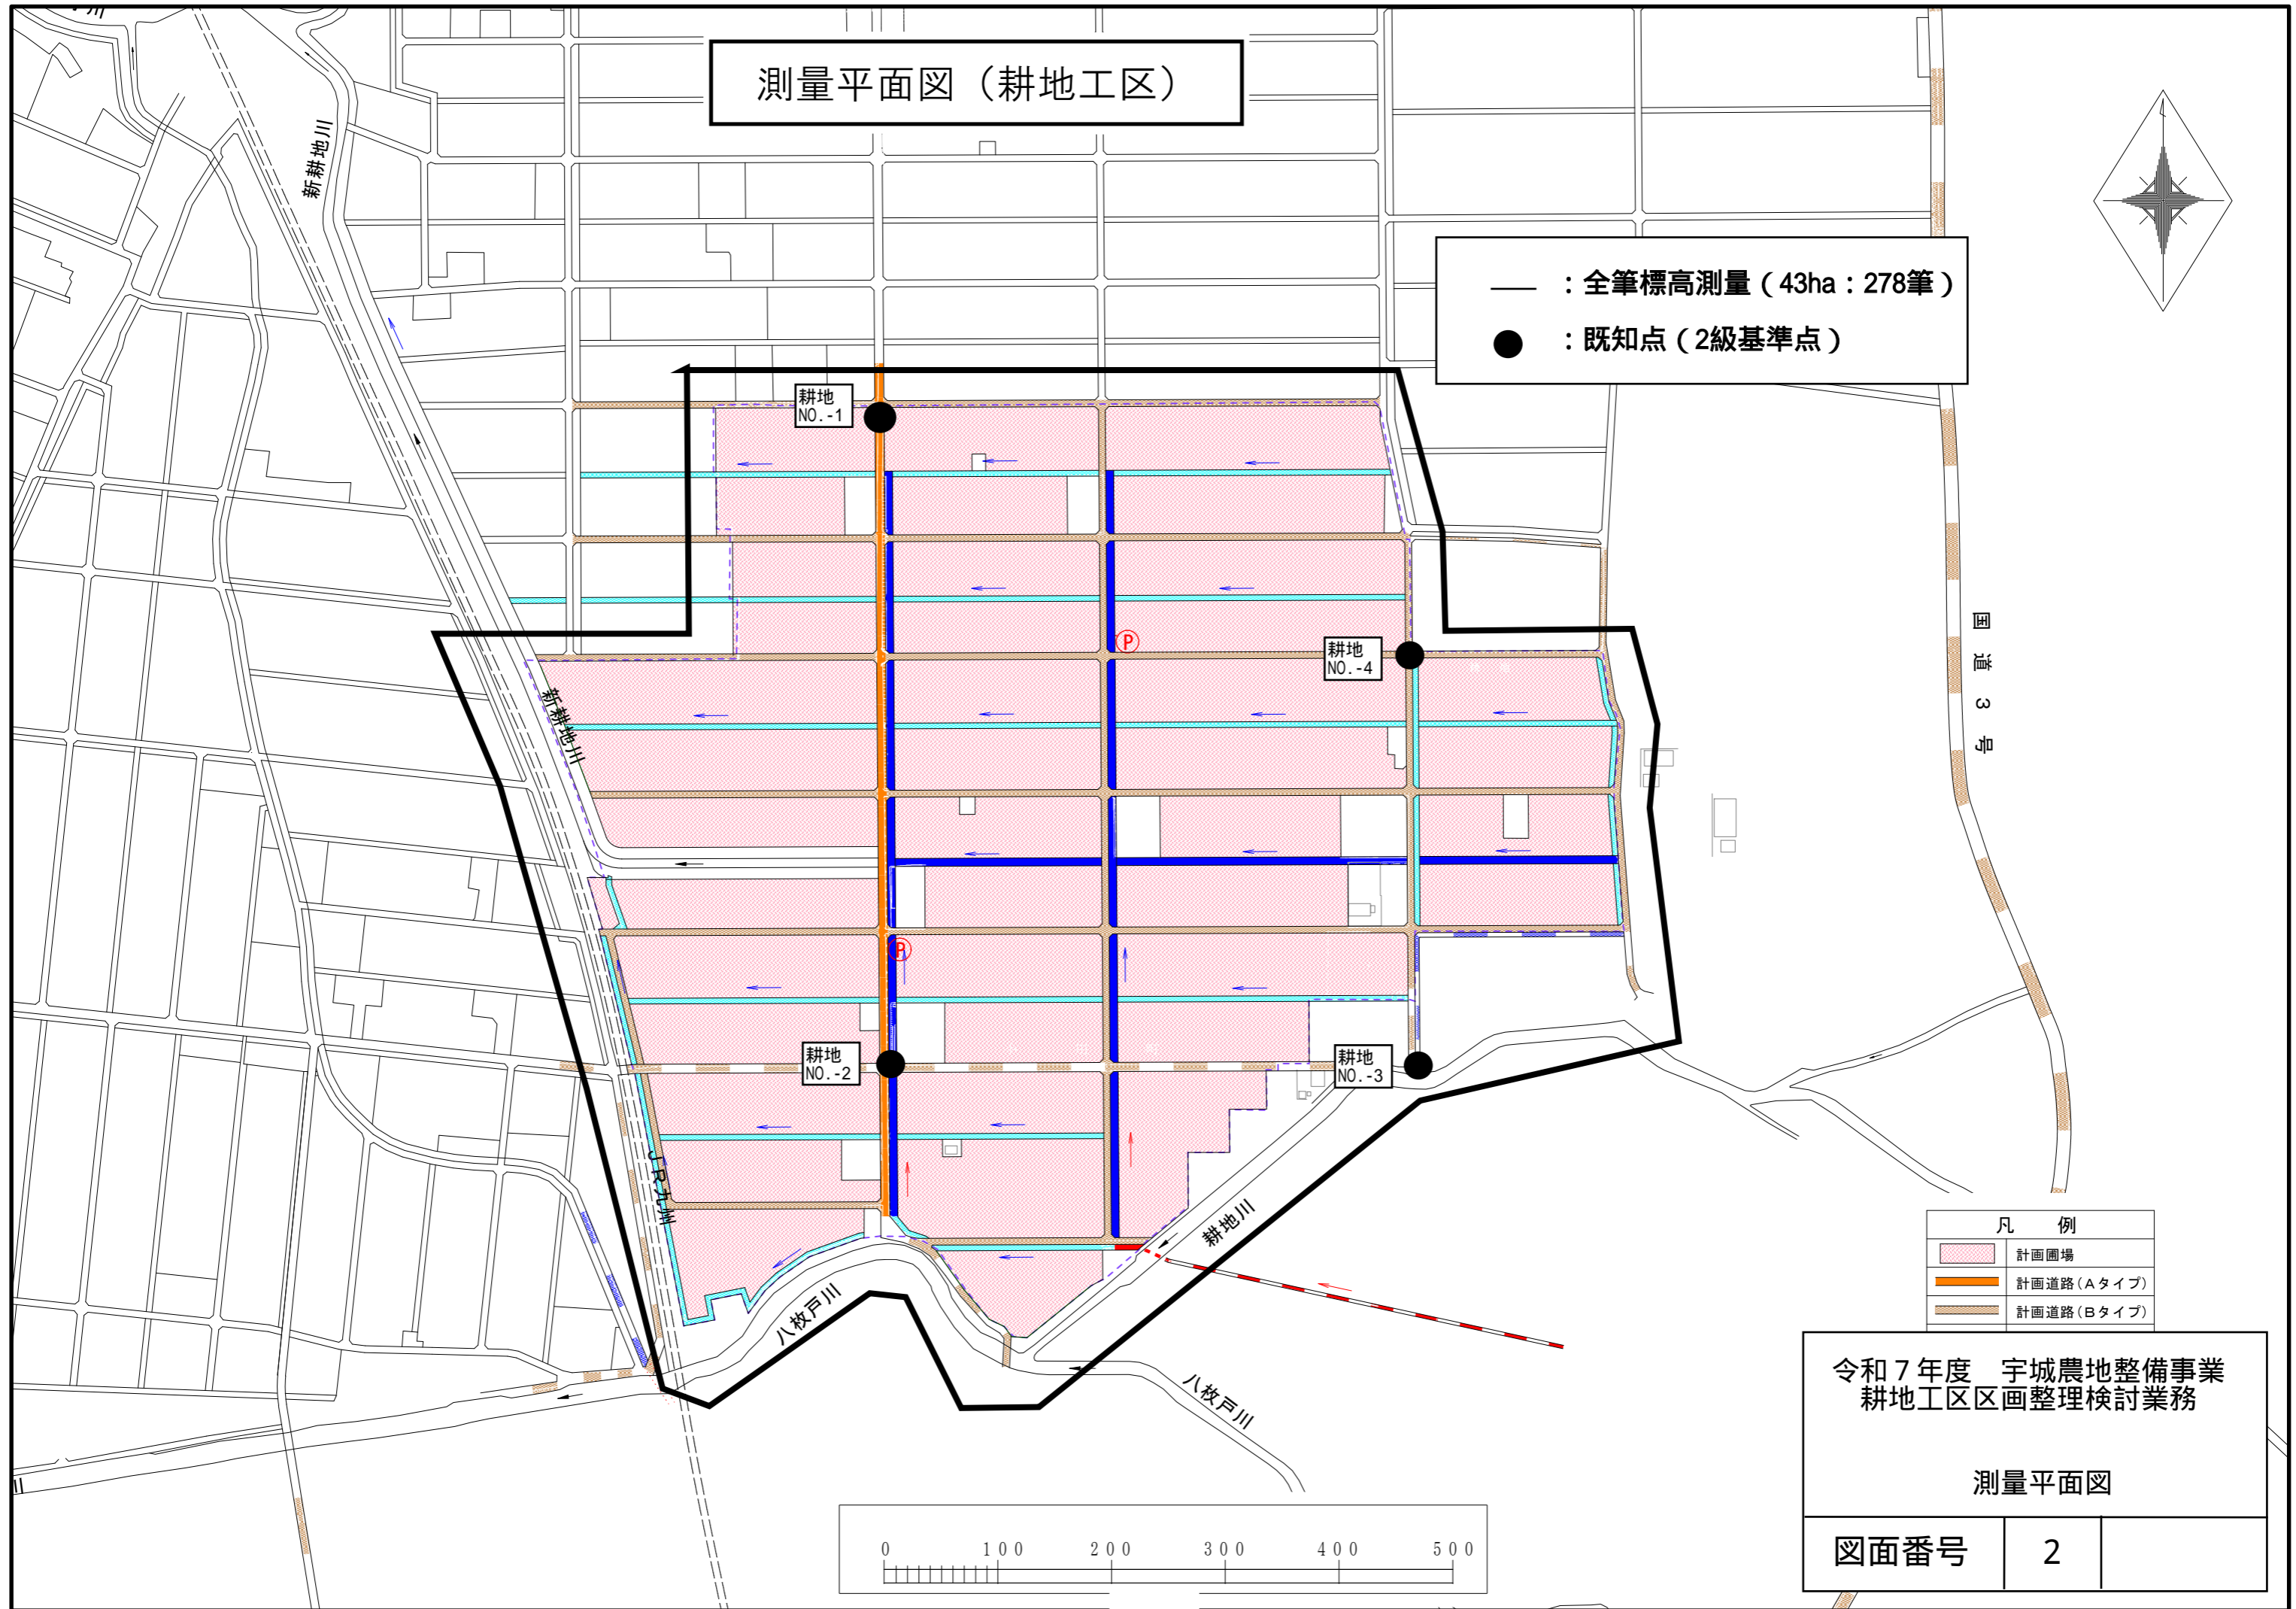 測量平面図（耕地工区）
新耕地川
―― ：全筆標高測量（43ha：278筆）
● ：既知点（2級基準点）
耕地
NO.-1
国道3号
Ⓟ
耕地
NO.-4
新耕地川
Ⓟ
耕地
NO.-2
耕地
NO.-3
JR九州
耕地川
八枚戸川
八枚戸川
凡 例
計画圃場
計画道路(Aタイプ)
計画道路(Bタイプ)
令和７年度　宇城農地整備事業
耕地工区区画整理検討業務
測量平面図
図面番号 2
0 100 200 300 400 500